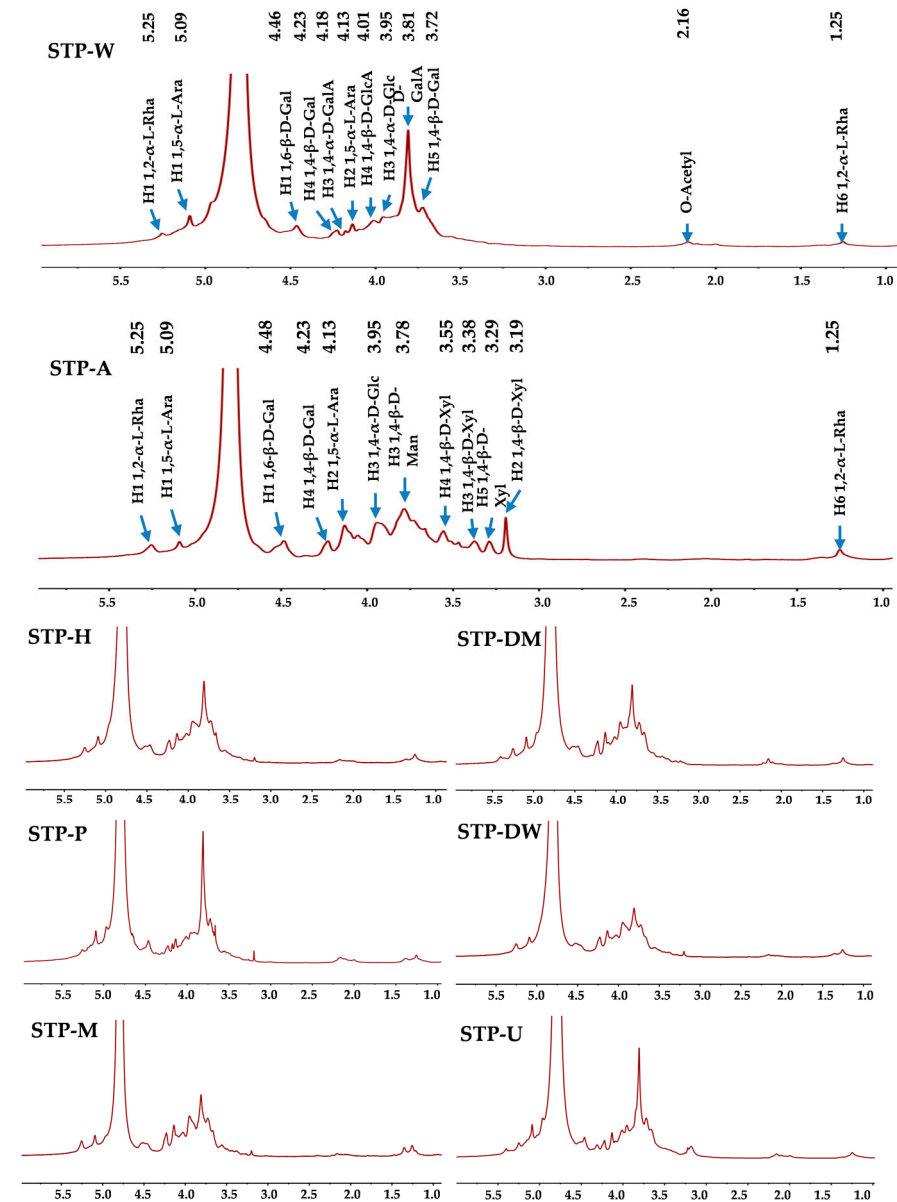 5.25 5.09 4.46 4.23 4.18 4.13 4.01 3.95 3.81 3.72 2.16 1.25
STP-W
H1 1,2-α-L-Rha
H1 1,5-α-L-Ara
H1 1,6-β-D-Gal
H4 1,4-β-D-Gal
H3 1,4-α-D-GalA
H2 1,5-α-L-Ara
H4 1,4-β-D-GlcA
H3 1,4-α-D-Glc
D-
GalA
H5 1,4-β-D-Gal
O-Acetyl
H6 1,2-α-L-Rha
5.5 5.0 4.5 4.0 3.5 3.0 2.5 2.0 1.5 1.0
5.25 5.09 4.48 4.23 4.13 3.95 3.78 3.55 3.38 3.29 3.19 1.25
STP-A
H1 1,2-α-L-Rha
H1 1,5-α-L-Ara
H1 1,6-β-D-Gal
H4 1,4-β-D-Gal
H2 1,5-α-L-Ara
H3 1,4-α-D-Glc
H3 1,4-β-D-
Man
H4 1,4-β-D-Xyl
H3 1,4-β-D-Xyl
H5 1,4-β-D-
Xyl
H2 1,4-β-D-Xyl
H6 1,2-α-L-Rha
5.5 5.0 4.5 4.0 3.5 3.0 2.5 2.0 1.5 1.0
STP-H
5.5 5.0 4.5 4.0 3.5 3.0 2.5 2.0 1.5 1.0
STP-DM
5.5 5.0 4.5 4.0 3.5 3.0 2.5 2.0 1.5 1.0
STP-P
5.5 5.0 4.5 4.0 3.5 3.0 2.5 2.0 1.5 1.0
STP-DW
5.5 5.0 4.5 4.0 3.5 3.0 2.5 2.0 1.5 1.0
STP-M
5.5 5.0 4.5 4.0 3.5 3.0 2.5 2.0 1.5 1.0
STP-U
5.5 5.0 4.5 4.0 3.5 3.0 2.5 2.0 1.5 1.0